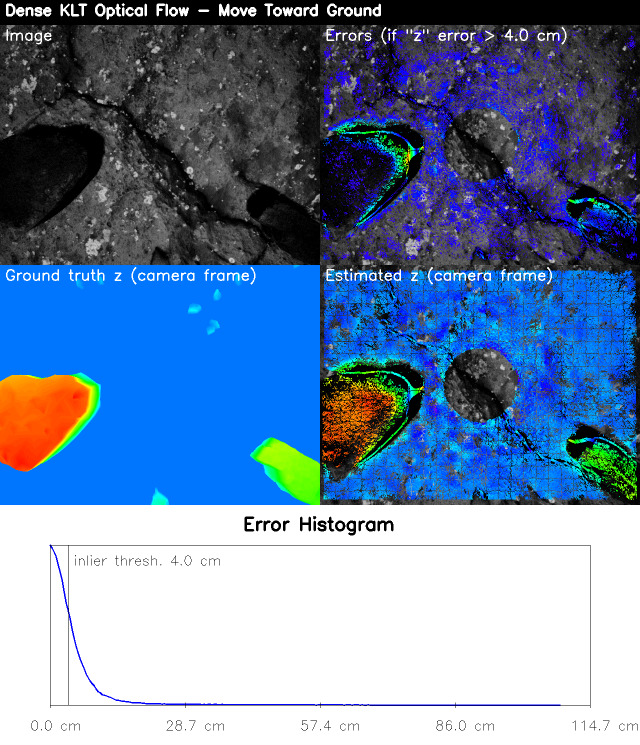 Dense KLT Optical Flow – Move Toward Ground
Image
Errors (if "z" error > 4.0 cm)
Ground truth z (camera frame)
Estimated z (camera frame)
Error Histogram
inlier thresh. 4.0 cm
0.0 cm
28.7 cm
57.4 cm
86.0 cm
114.7 cm